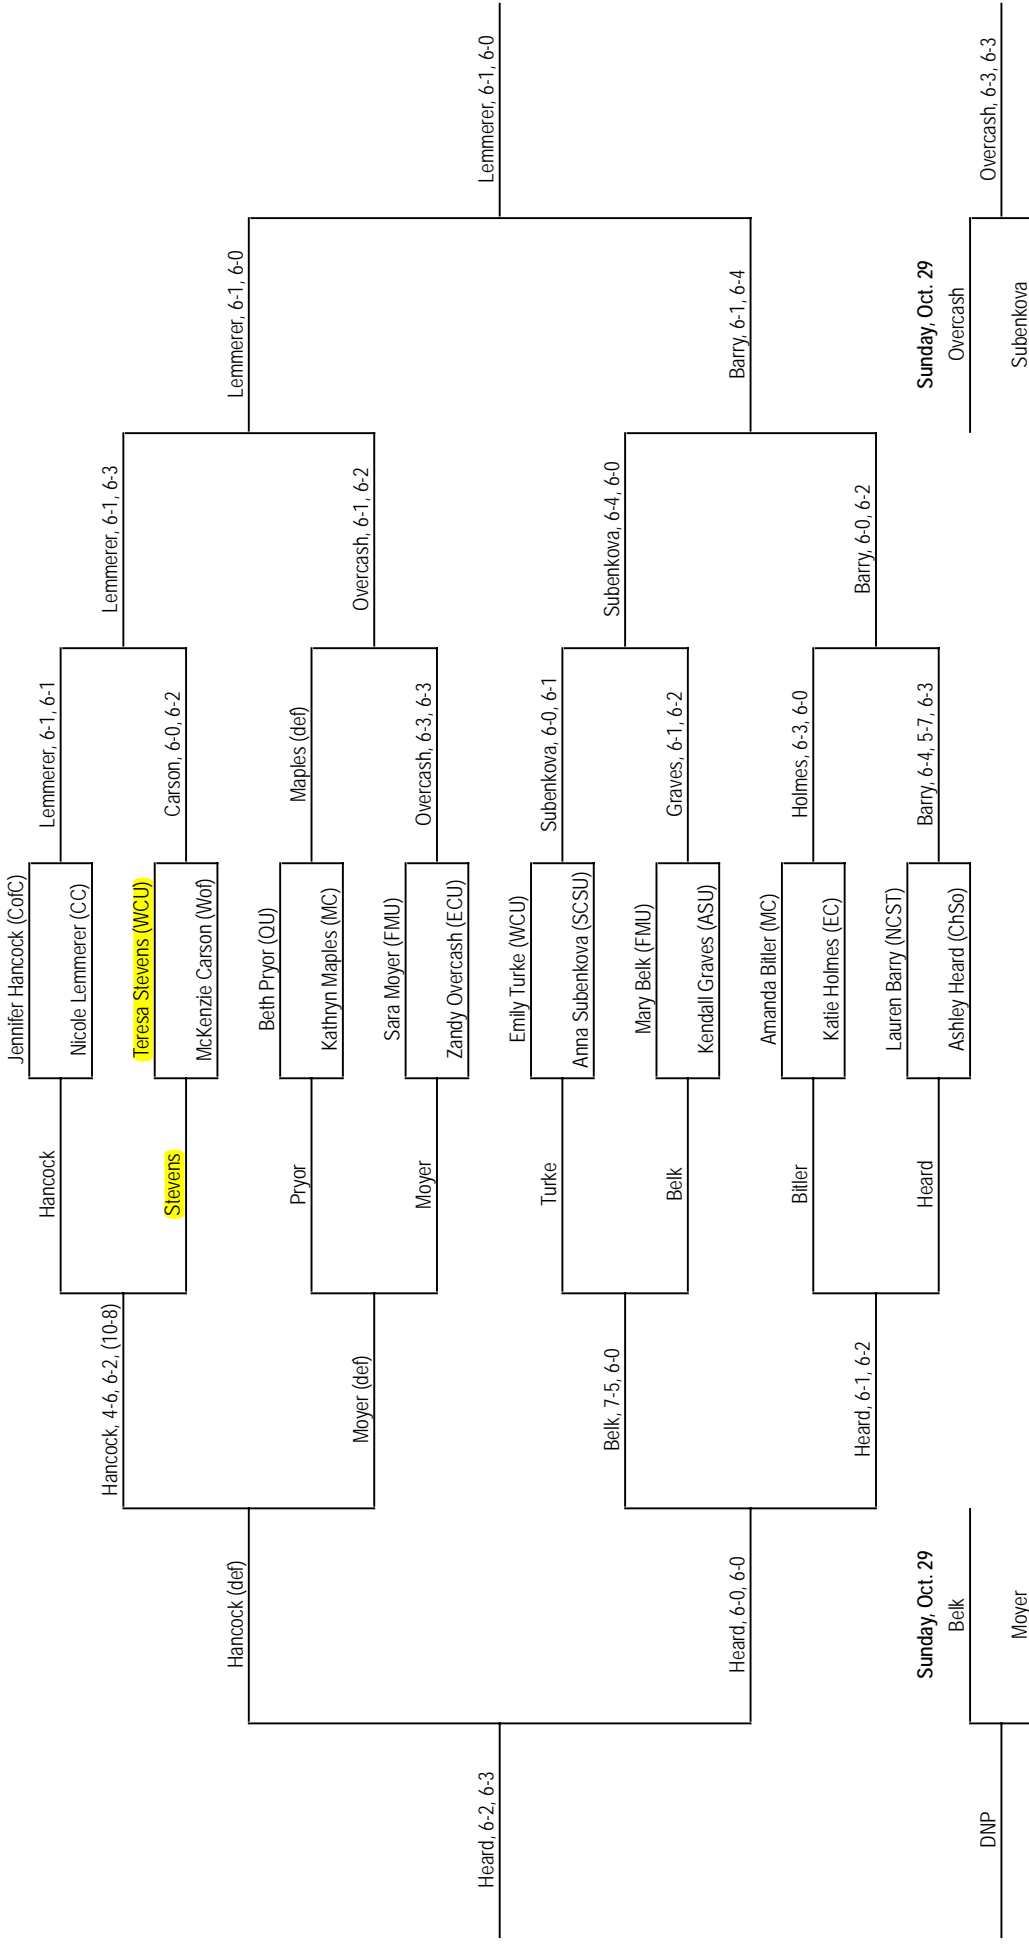 Jennifer Hancock (CofC)
Hancock
Lemmerer, 6-1, 6-1
Nicole Lemmerer (CC)
Hancock, 4-6, 6-2, (10-8)
Lemmerer, 6-1, 6-3
Teresa Stevens (WCU)
Stevens
Carson, 6-0, 6-2
McKenzie Carson (Wof)
Hancock (def)
Lemmerer, 6-1, 6-0
Beth Pryor (QU)
Pryor
Maples (def)
Kathryn Maples (MC)
Moyer (def)
Overcash, 6-1, 6-2
Sara Moyer (FMU)
Moyer
Overcash, 6-3, 6-3
Zandy Overcash (ECU)
Heard, 6-2, 6-3
Lemmerer, 6-1, 6-0
Emily Turke (WCU)
Turke
Subenkova, 6-0, 6-1
Anna Subenkova (SCSU)
Belk, 7-5, 6-0
Subenkova, 6-4, 6-0
Mary Belk (FMU)
Belk
Graves, 6-1, 6-2
Kendall Graves (ASU)
Heard, 6-0, 6-0
Barry, 6-1, 6-4
Amanda Bitler (MC)
Bitler
Holmes, 6-3, 6-0
Katie Holmes (EC)
Heard, 6-1, 6-2
Barry, 6-0, 6-2
Lauren Barry (NCST)
Heard
Barry, 6-4, 5-7, 6-3
Ashley Heard (ChSo)
Sunday, Oct. 29
Sunday, Oct. 29
Belk
Overcash
DNP
Overcash, 6-3, 6-3
Moyer
Subenkova